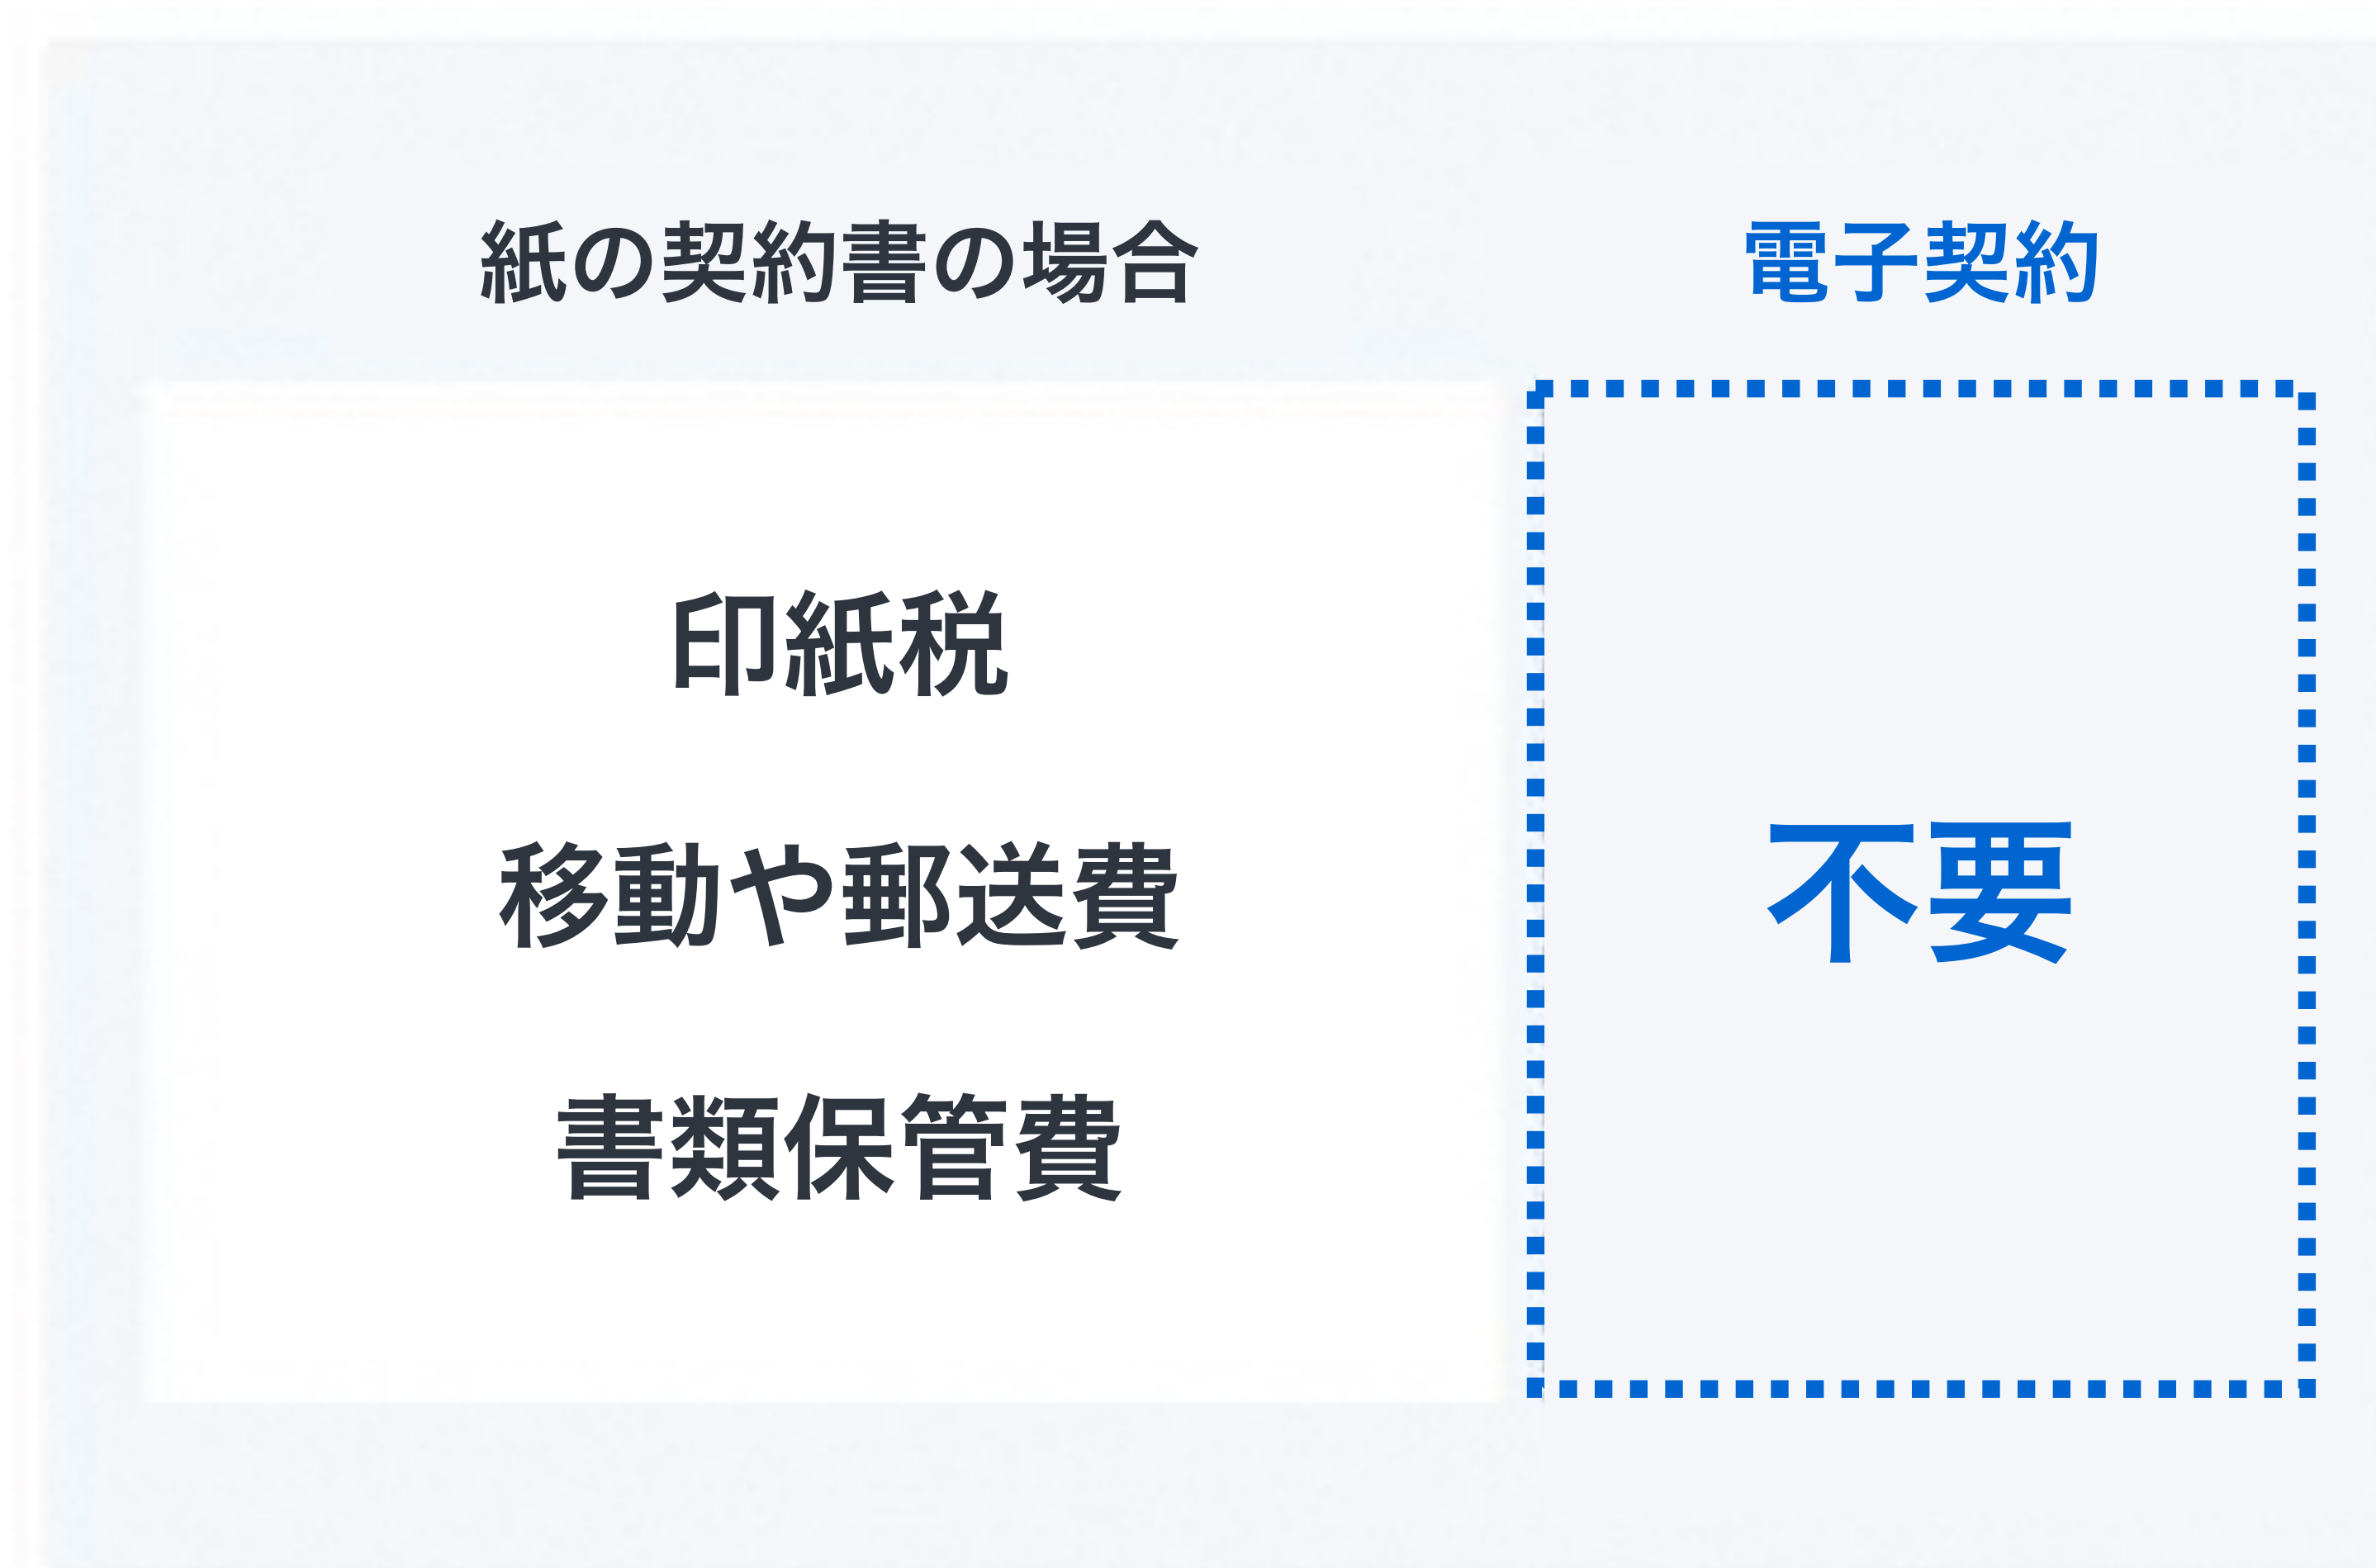 紙の契約書の場合
電子契約
印紙税
移動や郵送費
書類保管費
不要